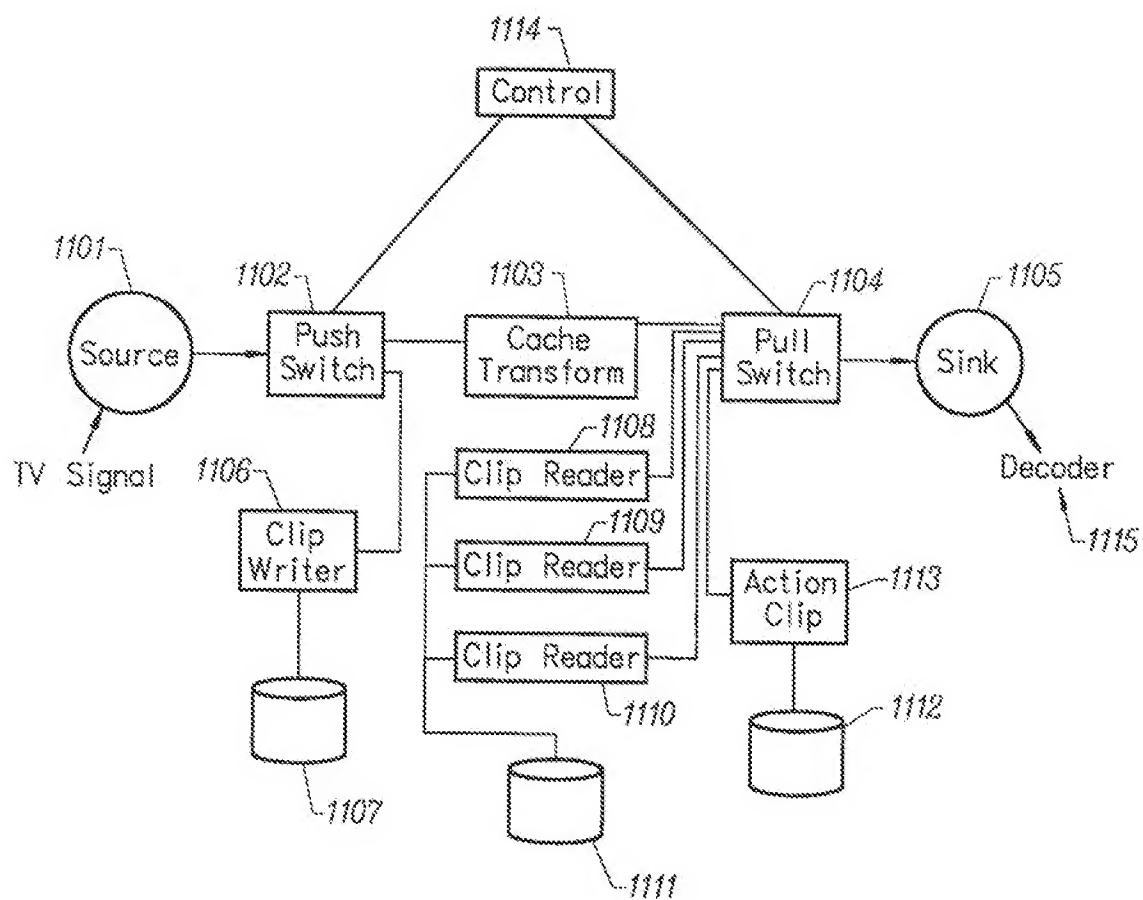 1114
Control
1101
1102
1103
1104
1105
Source
Push
Switch
Cache
Transform
Pull
Switch
Sink
TV Signal
1106
Clip
Writer
1108
Clip Reader
1109
Clip Reader
Clip Reader
1110
Decoder
1115
Action
Clip
1113
1107
1111
1112